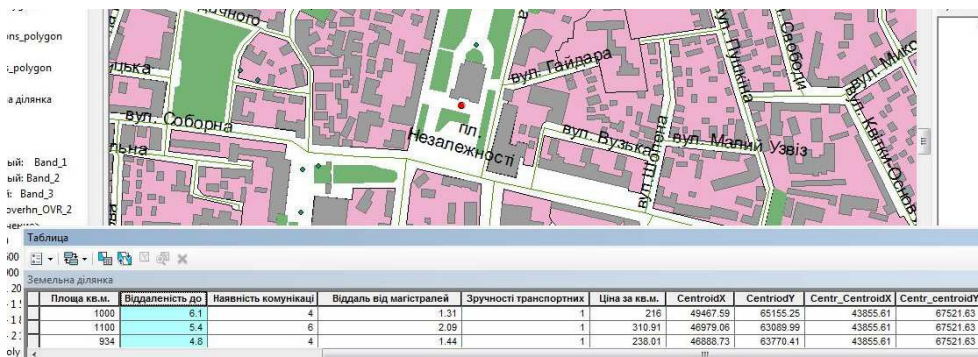 ons_polygon
s_polygon
а ділянка
ый: Band_1
ый: Band_2
й: Band_3
overhn_OVR_2
вул. Гайдара
вул. Пушкіна
вул. Соборна
пл.
Незалежності
вул. Вузька
вул. Шопена
вул. Малий Узвіз
Таблица
Земельна ділянка
Площа кв.м. Віддаленість до Наявність комунікаці Віддаль від магістралей Зручності транспортних Ціна за кв.м. CentroidX CentriodY Centr_CentroidX Centr_centroidY
1000 6.1 4 1.31 1 216 49467.59 65155.25 43855.61 67521.63
1100 5.4 6 2.09 1 310.91 46979.06 63089.99 43855.61 67521.63
934 4.8 4 1.44 1 238.01 46888.73 63770.41 43855.61 67521.63